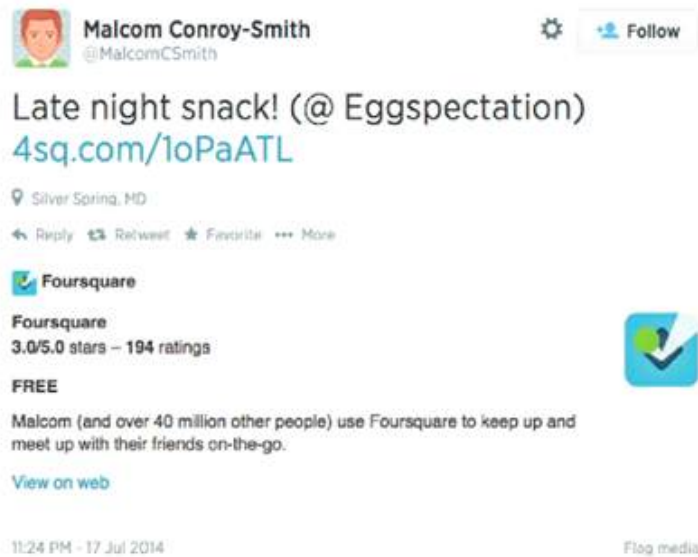 Malcom Conroy-Smith
@MalcomCSmith
Follow
Late night snack! (@ Eggspectation)
4sq.com/1oPaATL
Silver Spring, MD
Reply Retweet Favorite ••• More
Foursquare
Foursquare
3.0/5.0 stars – 194 ratings
FREE
Malcom (and over 40 million other people) use Foursquare to keep up and
meet up with their friends on-the-go.
View on web
11:24 PM - 17 Jul 2014
Flag media